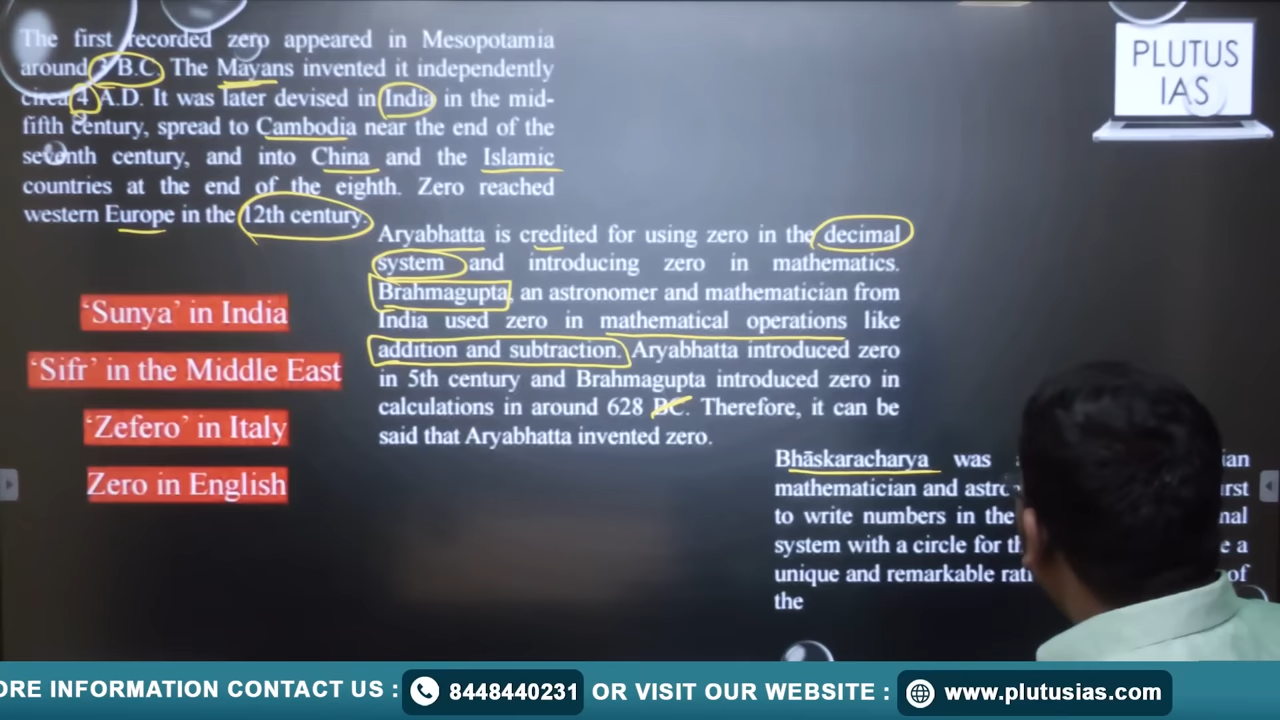 The first recorded zero appeared in Mesopotamia
around B.C. The Mayans invented it independently
circa 4 A.D. It was later devised in India in the mid-
fifth century, spread to Cambodia near the end of the
seventh century, and into China and the Islamic
countries at the end of the eighth. Zero reached
western Europe in the 12th century.
PLUTUS
IAS
Aryabhatta is credited for using zero in the decimal
system and introducing zero in mathematics.
Brahmagupta, an astronomer and mathematician from
India used zero in mathematical operations like
addition and subtraction. Aryabhatta introduced zero
in 5th century and Brahmagupta introduced zero in
calculations in around 628 BC. Therefore, it can be
said that Aryabhatta invented zero.
‘Sunya’ in India
‘Sifr’ in the Middle East
‘Zefero’ in Italy
Zero in English
Bhāskaracharya was
mathematician and
to write numbers in the
system with a circle for a
unique and remarkable of
the
ORE INFORMATION CONTACT US : 8448440231 OR VISIT OUR WEBSITE : www.plutusias.com